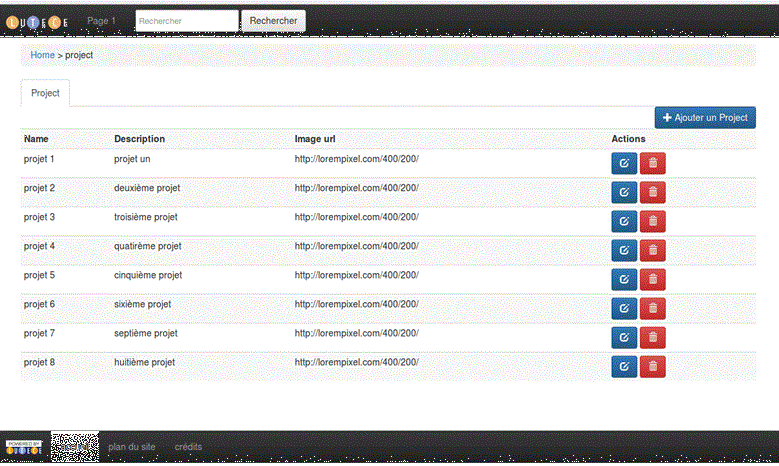 LUTECE Page 1 Rechercher Rechercher
Home > project
Project
Ajouter un Project
Name Description Image url Actions
projet 1 projet un http://lorempixel.com/400/200/
projet 2 deuxième projet http://lorempixel.com/400/200/
projet 3 troisième projet http://lorempixel.com/400/200/
projet 4 quatirème projet http://lorempixel.com/400/200/
projet 5 cinquième projet http://lorempixel.com/400/200/
projet 6 sixième projet http://lorempixel.com/400/200/
projet 7 septième projet http://lorempixel.com/400/200/
projet 8 huitième projet http://lorempixel.com/400/200/
POWERED BY
LUTECE plan du site crédits